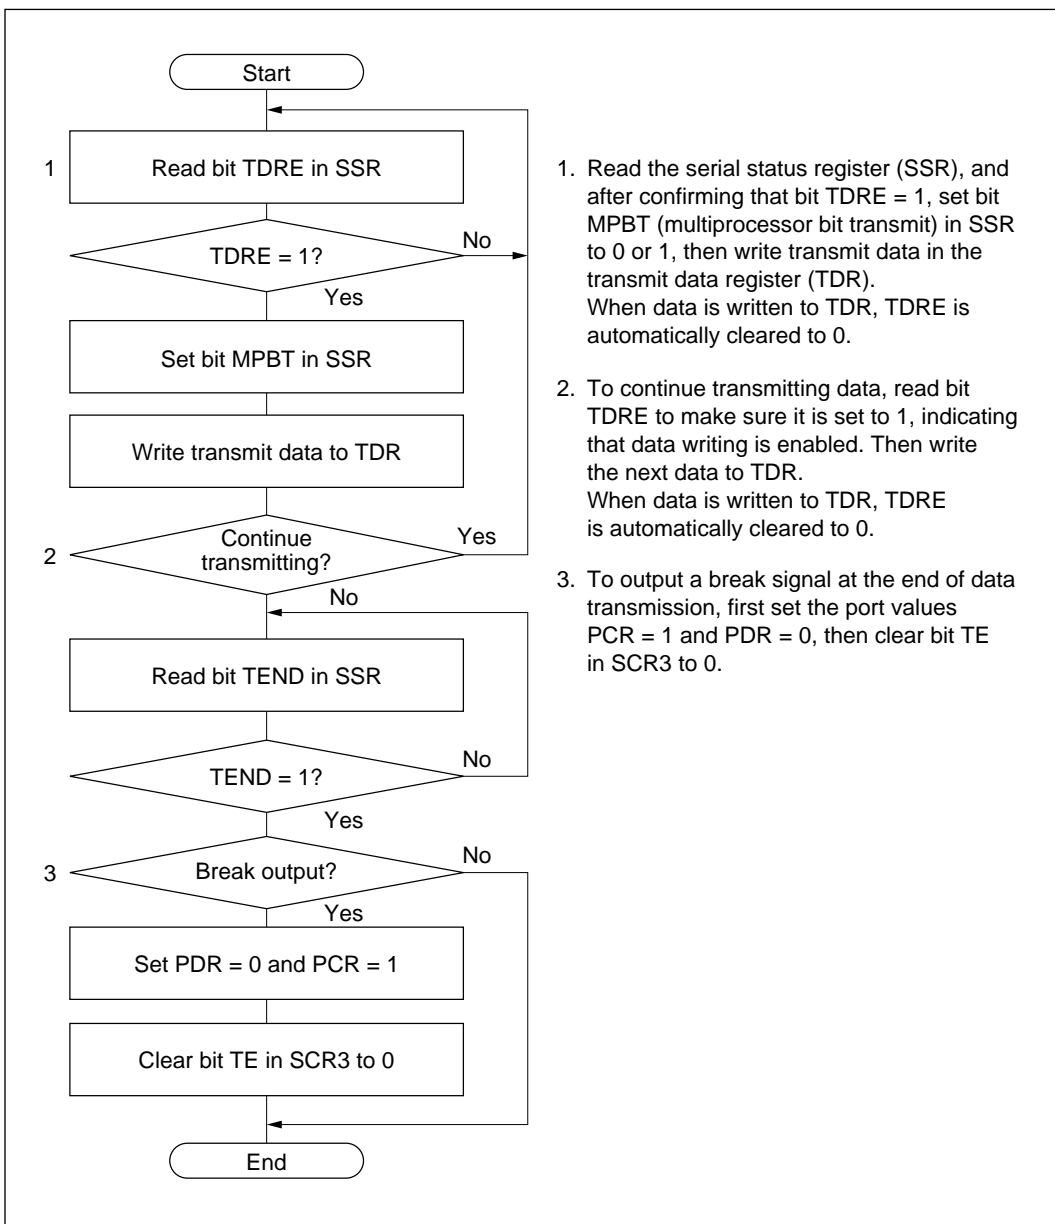 Start
1
Read bit TDRE in SSR
TDRE = 1?
No
Yes
Set bit MPBT in SSR
Write transmit data to TDR
2
Continue
transmitting?
Yes
No
Read bit TEND in SSR
TEND = 1?
No
Yes
3
Break output?
No
Yes
Set PDR = 0 and PCR = 1
Clear bit TE in SCR3 to 0
End
1. Read the serial status register (SSR), and
after confirming that bit TDRE = 1, set bit
MPBT (multiprocessor bit transmit) in SSR
to 0 or 1, then write transmit data in the
transmit data register (TDR).
When data is written to TDR, TDRE is
automatically cleared to 0.
2. To continue transmitting data, read bit
TDRE to make sure it is set to 1, indicating
that data writing is enabled. Then write
the next data to TDR.
When data is written to TDR, TDRE
is automatically cleared to 0.
3. To output a break signal at the end of data
transmission, first set the port values
PCR = 1 and PDR = 0, then clear bit TE
in SCR3 to 0.